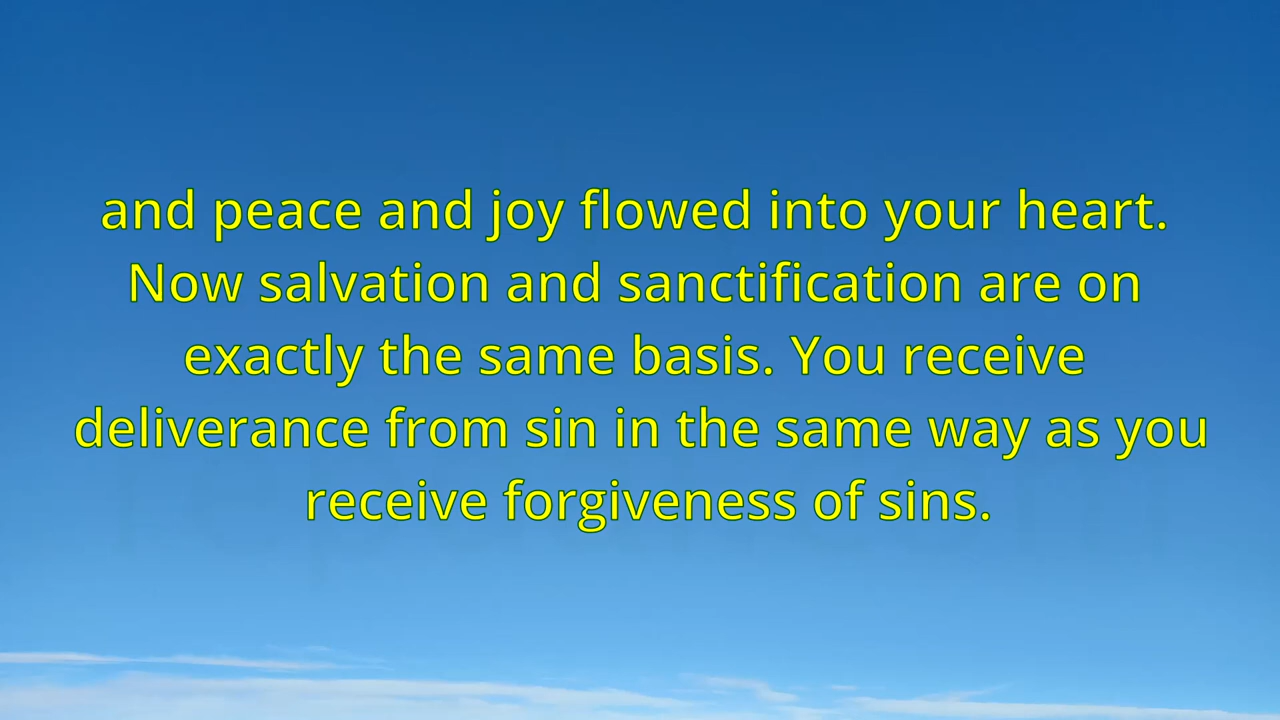 and peace and joy flowed into your heart.
Now salvation and sanctification are on
exactly the same basis. You receive
deliverance from sin in the same way as you
receive forgiveness of sins.